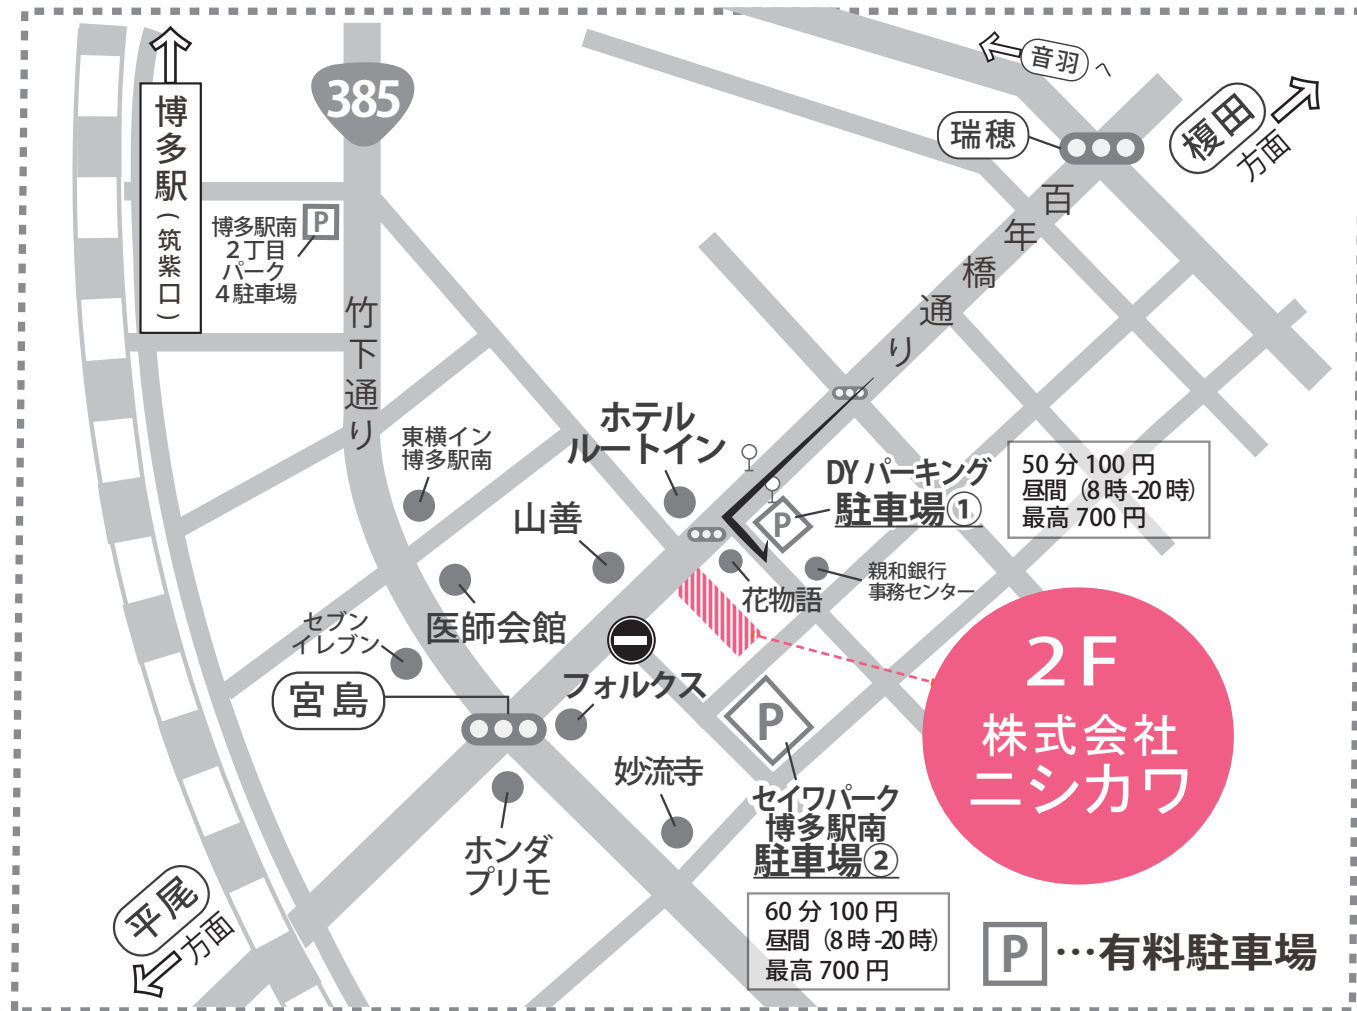 385
博多駅(筑紫口)
音羽へ
瑞穂
榎田
方面
百年橋通り
博多駅南
2丁目
パーク
4駐車場
P
竹下通り
東横イン
博多駅南
ホテル
ルートイン
山善
DYパーキング
駐車場①
P
50分100円
昼間(8時-20時)
最高700円
親和銀行
事務センター
花物語
医師会館
セブン
イレブン
宮島
フォルクス
2F
株式会社
ニシカワ
P
セイワパーク
博多駅南
駐車場②
60分100円
昼間(8時-20時)
最高700円
妙流寺
ホンダ
プリモ
平尾
方面
P…有料駐車場